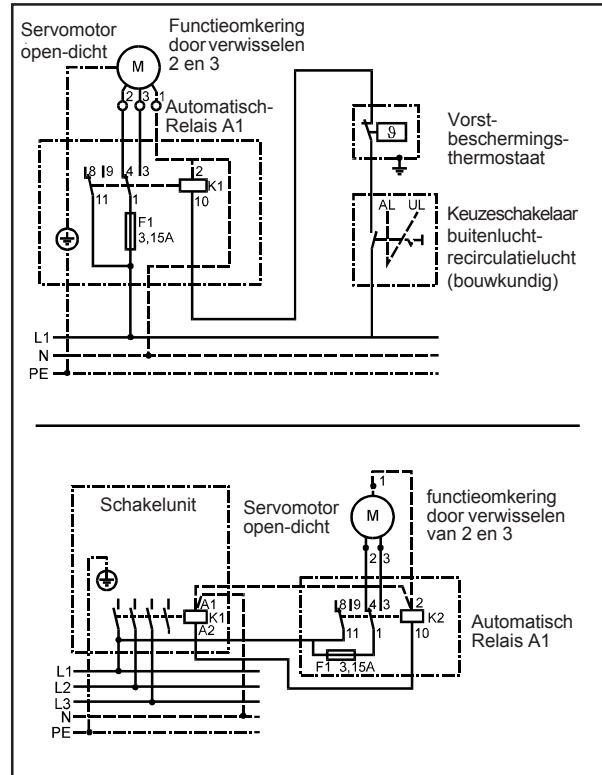 Servomotor
open-dicht
Functieomkering
door verwisselen
2 en 3
M
2 3 1
Automatisch-
Relais A1
8 9 4 3 2
K1
11 1 10
F1
3,15A
Vorst-
beschermings-
thermostaat
ϑ
AL UL
Keuzeschakelaar
buitenlucht-
recirculatielucht
(bouwkundig)
L1
N
PE
Schakelunit
Servomotor
open-dicht
functieomkering
door verwisselen
van 2 en 3
1
M
2 3
A1
K1
A2
8 9 4 3 2
K2
11 1 10
F1 3,15A
Automatisch
Relais A1
L1
L2
L3
N
PE